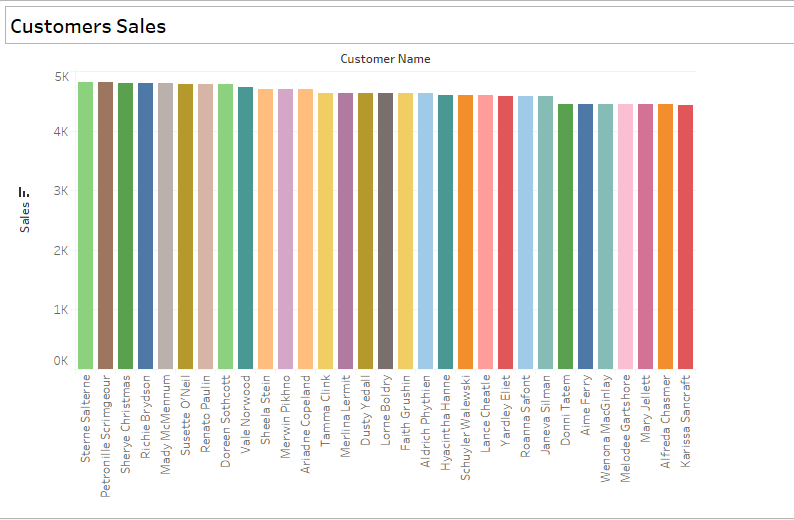 Customers Sales
Customer Name
Sales
5K
4K
3K
2K
1K
0K
Sterne Salterne
Petronille Scrimgeour
Sherye Christmas
Richie Brydson
Mady McMennum
Susette O'Neil
Renato Paulin
Doreen Sothcott
Vale Norwood
Sheela Stein
Merwin Pikhno
Ariadne Copeland
Tamma Clink
Merlina Lermit
Dusty Yedall
Lorne Boldry
Faith Grushin
Aldrich Phythien
Hyacintha Hanne
Schuyler Walewski
Lance Cheatle
Yardley Eliet
Roanna Safont
Janeva Silman
Donni Tatem
Aime Ferry
Wenona MacGinlay
Melodee Gartshore
Mary Jellett
Alfreda Chasmer
Karissa Sancraft